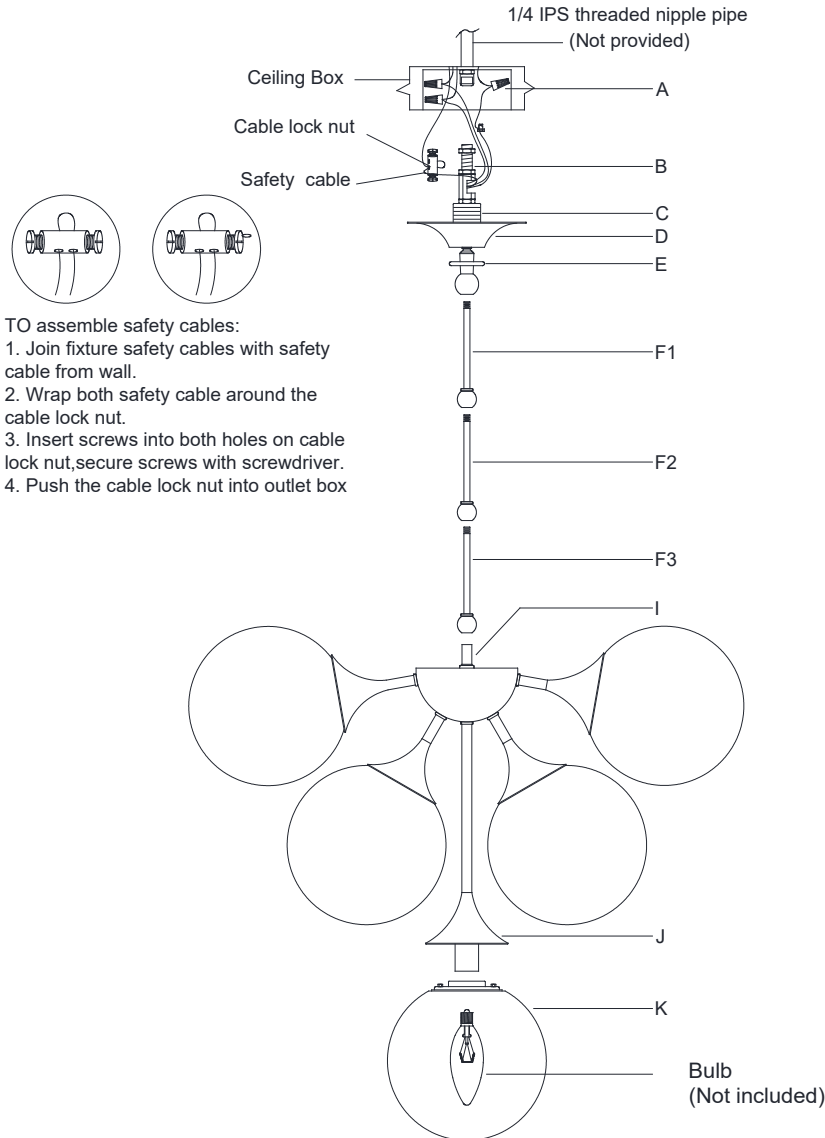 1/4 IPS threaded nipple pipe
(Not provided)
Ceiling Box
A
Cable lock nut
B
Safety cable
C
D
E
TO assemble safety cables:
1. Join fixture safety cables with safety
cable from wall.
2. Wrap both safety cable around the
cable lock nut.
3. Insert screws into both holes on cable
lock nut,secure screws with screwdriver.
4. Push the cable lock nut into outlet box
F1
F2
F3
I
J
K
Bulb
(Not included)